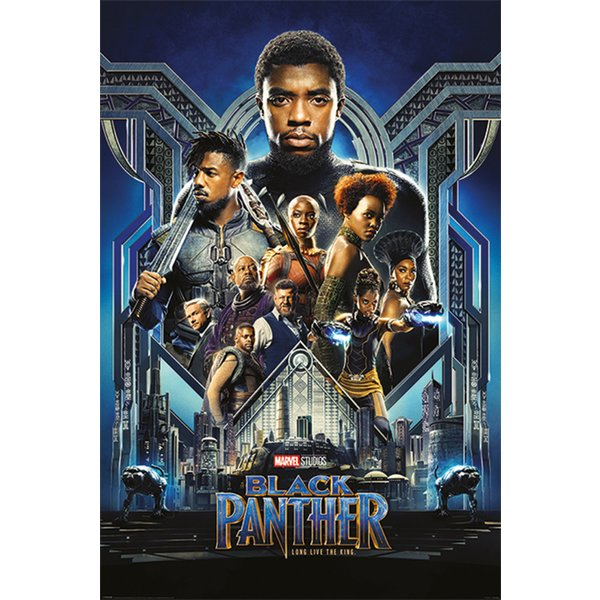 MARVEL STUDIOS
BLACK
PANTHER
LONG LIVE THE KING